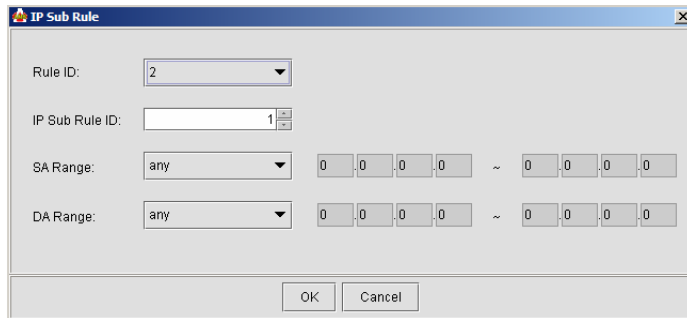 IP Sub Rule
Rule ID: 2
IP Sub Rule ID: 1
SA Range: any 0 .0 .0 .0 ~ 0 .0 .0 .0
DA Range: any 0 .0 .0 .0 ~ 0 .0 .0 .0
OK Cancel